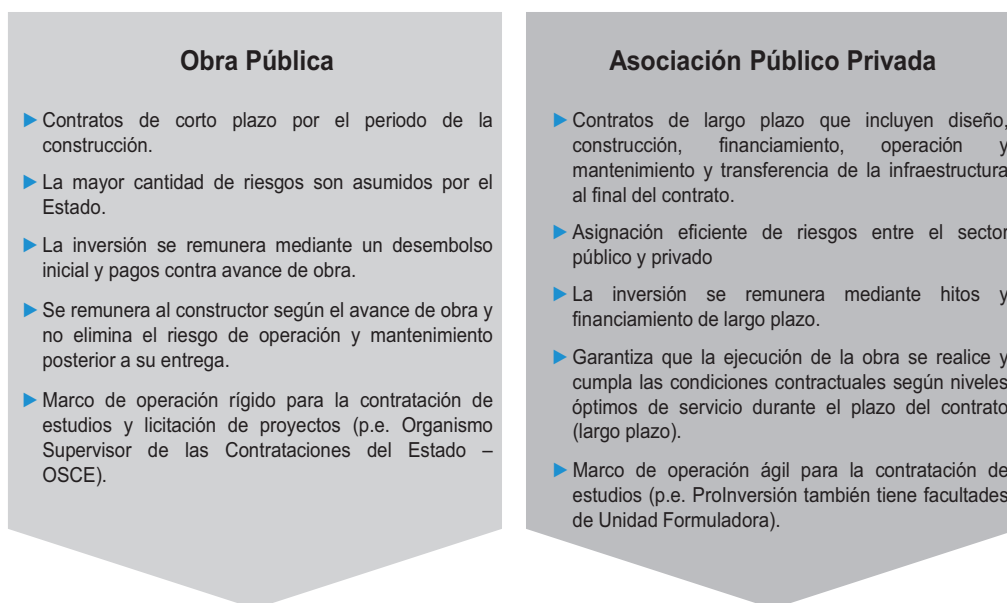 Obra Pública
▶ Contratos de corto plazo por el periodo de la
construcción.
▶ La mayor cantidad de riesgos son asumidos por el
Estado.
▶ La inversión se remunera mediante un desembolso
inicial y pagos contra avance de obra.
▶ Se remunera al constructor según el avance de obra y
no elimina el riesgo de operación y mantenimiento
posterior a su entrega.
▶ Marco de operación rígido para la contratación de
estudios y licitación de proyectos (p.e. Organismo
Supervisor de las Contrataciones del Estado –
OSCE).
Asociación Público Privada
▶ Contratos de largo plazo que incluyen diseño,
construcción, financiamiento, operación y
mantenimiento y transferencia de la infraestructura
al final del contrato.
▶ Asignación eficiente de riesgos entre el sector
público y privado
▶ La inversión se remunera mediante hitos y
financiamiento de largo plazo.
▶ Garantiza que la ejecución de la obra se realice y
cumpla las condiciones contractuales según niveles
óptimos de servicio durante el plazo del contrato
(largo plazo).
▶ Marco de operación ágil para la contratación de
estudios (p.e. ProInversión también tiene facultades
de Unidad Formuladora).